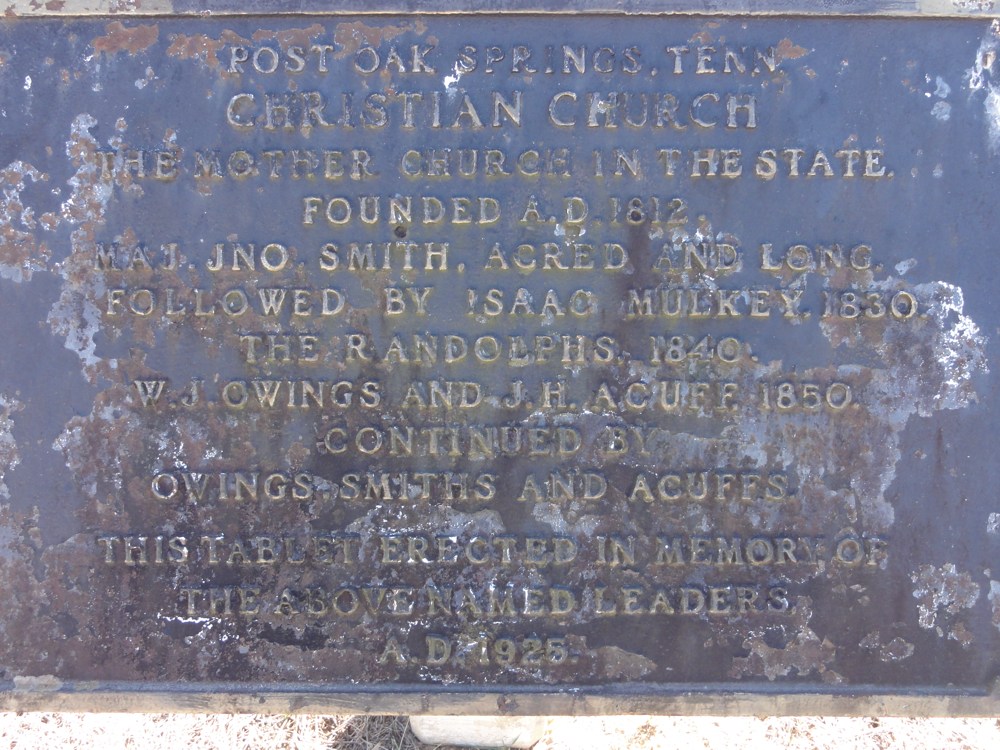 POST OAK SPRINGS, TENN.
CHRISTIAN CHURCH
THE MOTHER CHURCH IN THE STATE.
FOUNDED A.D. 1812.
MAJ. JNO. SMITH, ACRED AND LONG.
FOLLOWED BY ISAAC MULKEY, 1830.
THE RANDOLPHS, 1840.
W.J. OWINGS AND J.H. ACUFF, 1850.
CONTINUED BY
OWINGS, SMITHS AND ACUFFS.
THIS TABLET ERECTED IN MEMORY OF
THE ABOVE NAMED LEADERS,
A.D. 1925.